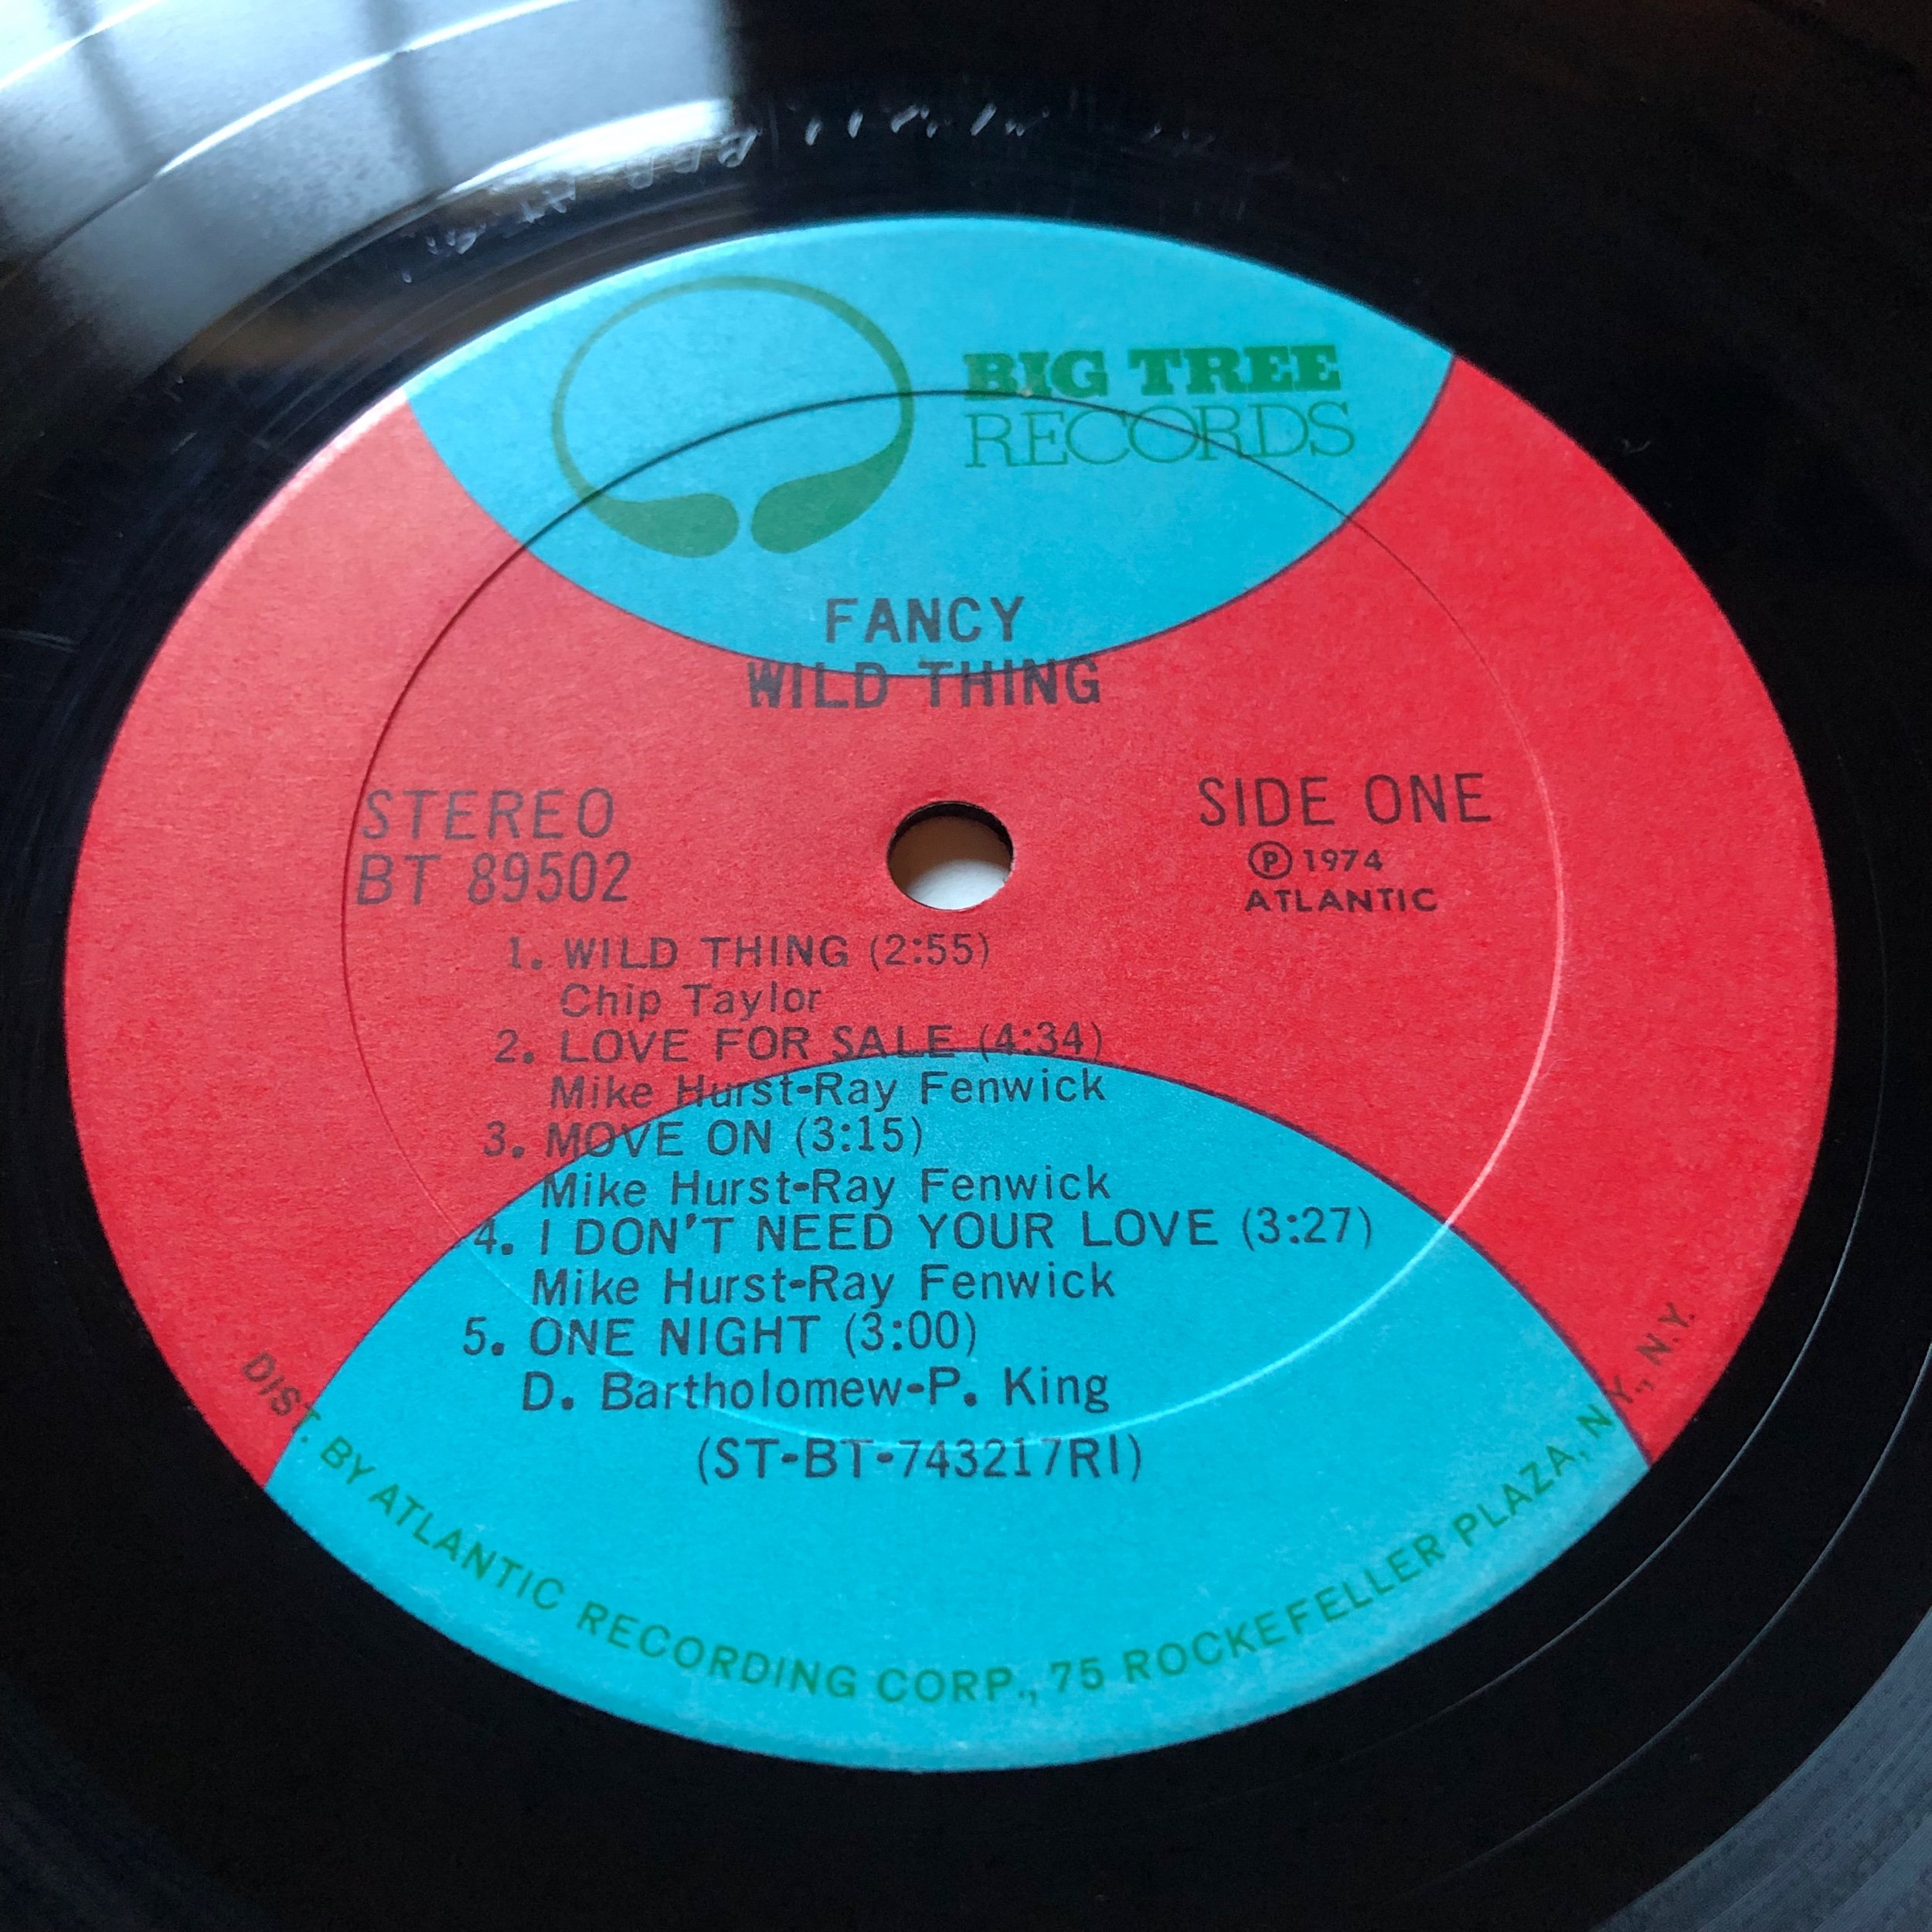 BIG TREE
RECORDS
FANCY
WILD THING
STEREO
BT 89502
SIDE ONE
Ⓟ 1974
ATLANTIC
1. WILD THING (2:55)
Chip Taylor
2. LOVE FOR SALE (4:34)
Mike Hurst-Ray Fenwick
3. MOVE ON (3:15)
Mike Hurst-Ray Fenwick
4. I DON'T NEED YOUR LOVE (3:27)
Mike Hurst-Ray Fenwick
5. ONE NIGHT (3:00)
D. Bartholomew-P. King
(ST-BT-743217RI)
DIST. BY ATLANTIC RECORDING CORP., 75 ROCKEFELLER PLAZA, N.Y., N.Y.